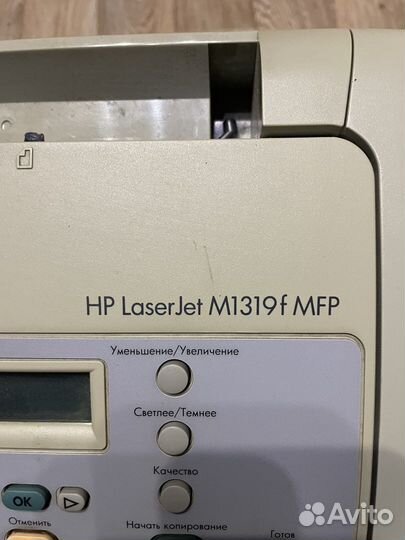 HP LaserJet M1319f MFP
Уменьшение/Увеличение
Светлее/Темнее
Качество
OK
Отменить
Начать копирование
Готов
Avito